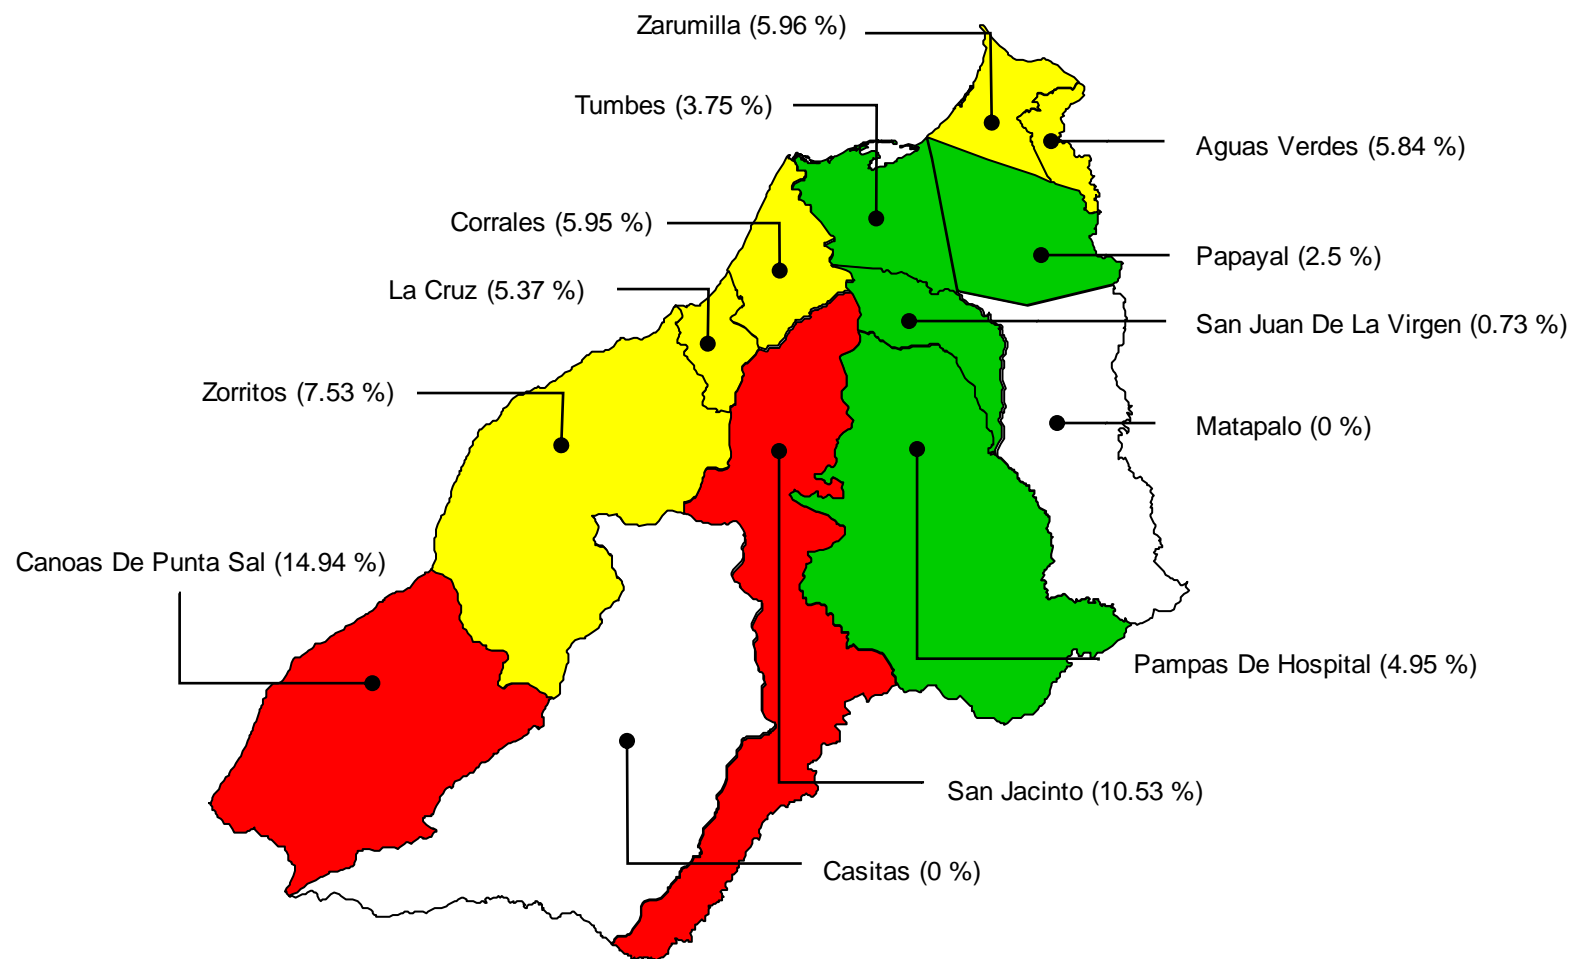 Zarumilla (5.96 %)
Tumbes (3.75 %)
Aguas Verdes (5.84 %)
Corrales (5.95 %)
Papayal (2.5 %)
La Cruz (5.37 %)
San Juan De La Virgen (0.73 %)
Zorritos (7.53 %)
Matapalo (0 %)
Canoas De Punta Sal (14.94 %)
Pampas De Hospital (4.95 %)
San Jacinto (10.53 %)
Casitas (0 %)